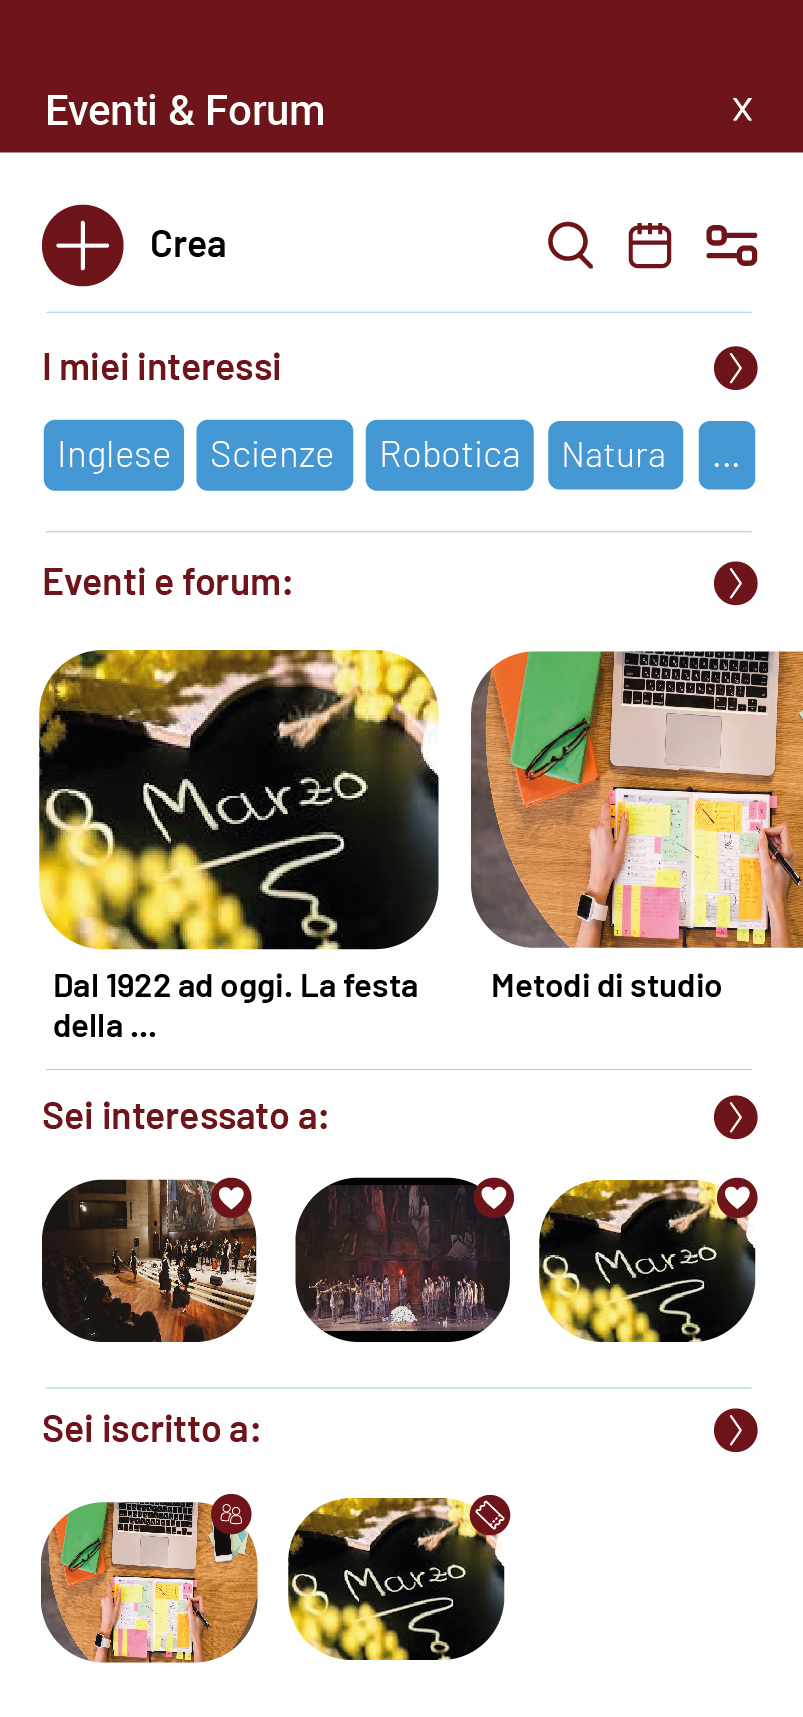 Eventi & Forum
x
Crea
I miei interessi
Inglese
Scienze
Robotica
Natura
...
Eventi e forum:
8 Marzo
Dal 1922 ad oggi. La festa
della ...
Metodi di studio
Sei interessato a:
8 Marzo
Sei iscritto a:
8 Marzo